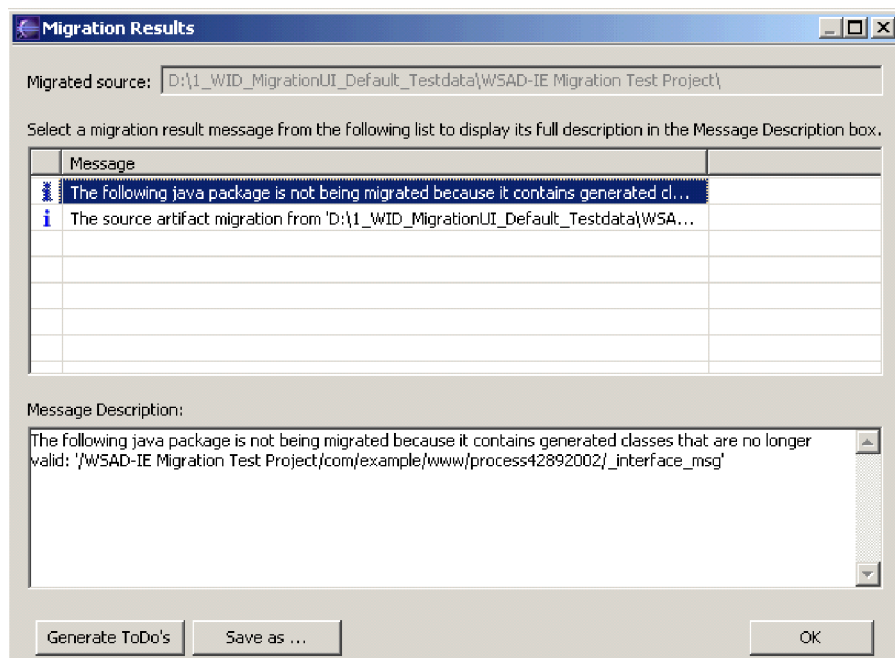 Migration Results
Migrated source: D:\1_WID_MigrationUI_Default_Testdata\WSAD-IE Migration Test Project\
Select a migration result message from the following list to display its full description in the Message Description box.
Message
The following java package is not being migrated because it contains generated cl...
The source artifact migration from 'D:\1_WID_MigrationUI_Default_Testdata\WSA...
Message Description:
The following java package is not being migrated because it contains generated classes that are no longer
valid: '/WSAD-IE Migration Test Project/com/example/www/process42892002/_interface_msg'
Generate ToDo's Save as ... OK